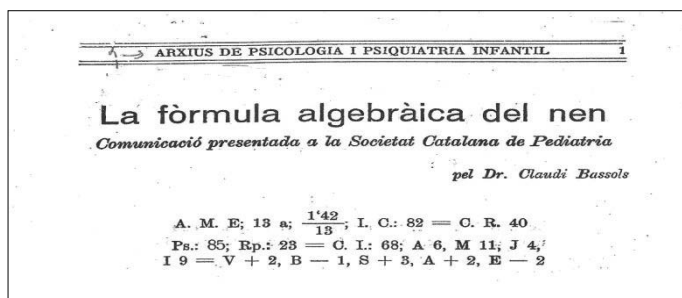 ARXIUS DE PSICOLOGIA I PSIQUIATRIA INFANTIL 1
La fòrmula algebràica del nen
Comunicació presentada a la Societat Catalana de Pediatria
pel Dr. Claudi Bassols
A. M. E; 13 a; 1'42/13; I. C.: 82 = C. R. 40
Ps.: 85; Rp.: 23 = C. I.: 68; A 6, M 11, J 4,
I 9 = V + 2, B — 1, S + 3, A + 2, E — 2